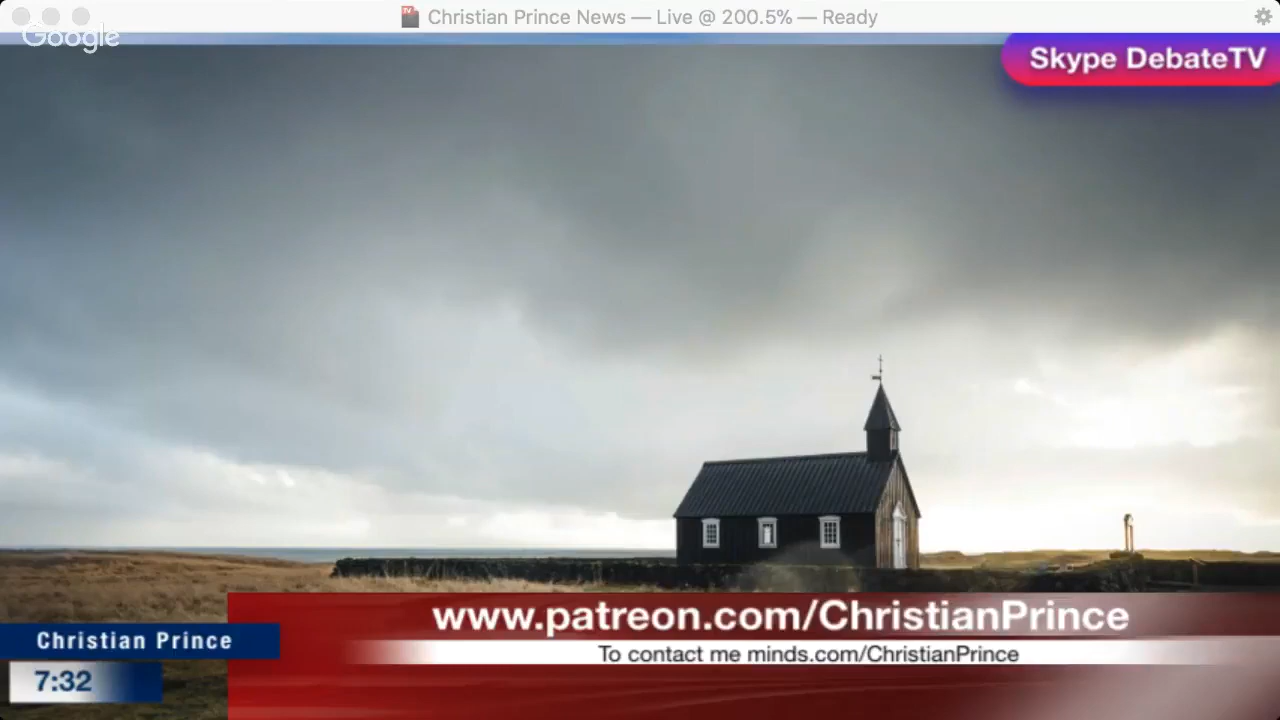 Christian Prince News — Live @ 200.5% — Ready
Google
Skype DebateTV
www.patreon.com/ChristianPrince
To contact me minds.com/ChristianPrince
Christian Prince
7:32